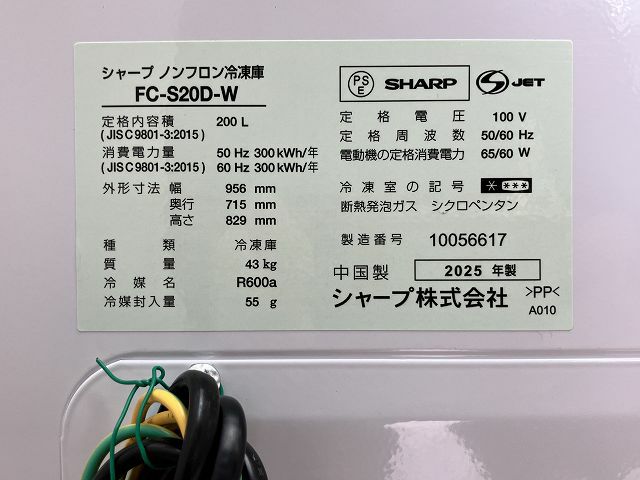 シャープ ノンフロン冷凍庫
FC-S20D-W
定格内容積 200 L
(JIS C 9801-3:2015)
消費電力量 50 Hz 300 kWh/年
(JIS C 9801-3:2015) 60 Hz 300 kWh/年
外形寸法 幅 956 mm
奥行 715 mm
高さ 829 mm
種類 冷凍庫
質量 43 kg
冷媒名 R600a
冷媒封入量 55 g
PSE SHARP S JET
定格電圧 100 V
定格周波数 50/60 Hz
電動機の定格消費電力 65/60 W
冷凍室の記号 * ***
断熱発泡ガス シクロペンタン
製造番号 10056617
中国製 2025 年製
シャープ株式会社 >PP<
A010